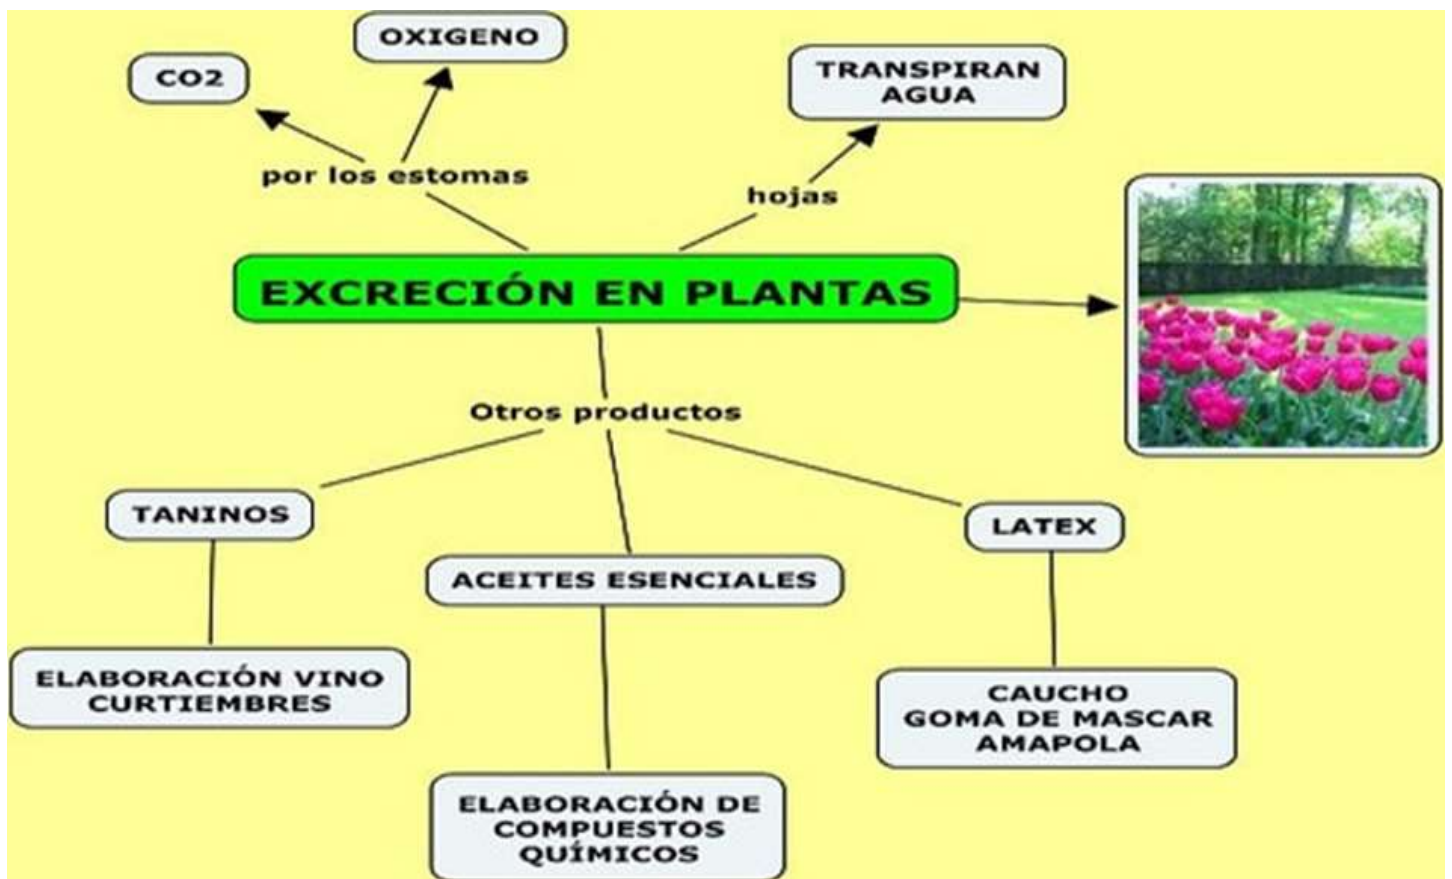 OXIGENO
CO2
TRANSPIRAN
AGUA
por los estomas
hojas
EXCRECIÓN EN PLANTAS
Otros productos
TANINOS
LATEX
ACEITES ESENCIALES
ELABORACIÓN VINO
CURTIEMBRES
CAUCHO
GOMA DE MASCAR
AMAPOLA
ELABORACIÓN DE
COMPUESTOS
QUÍMICOS